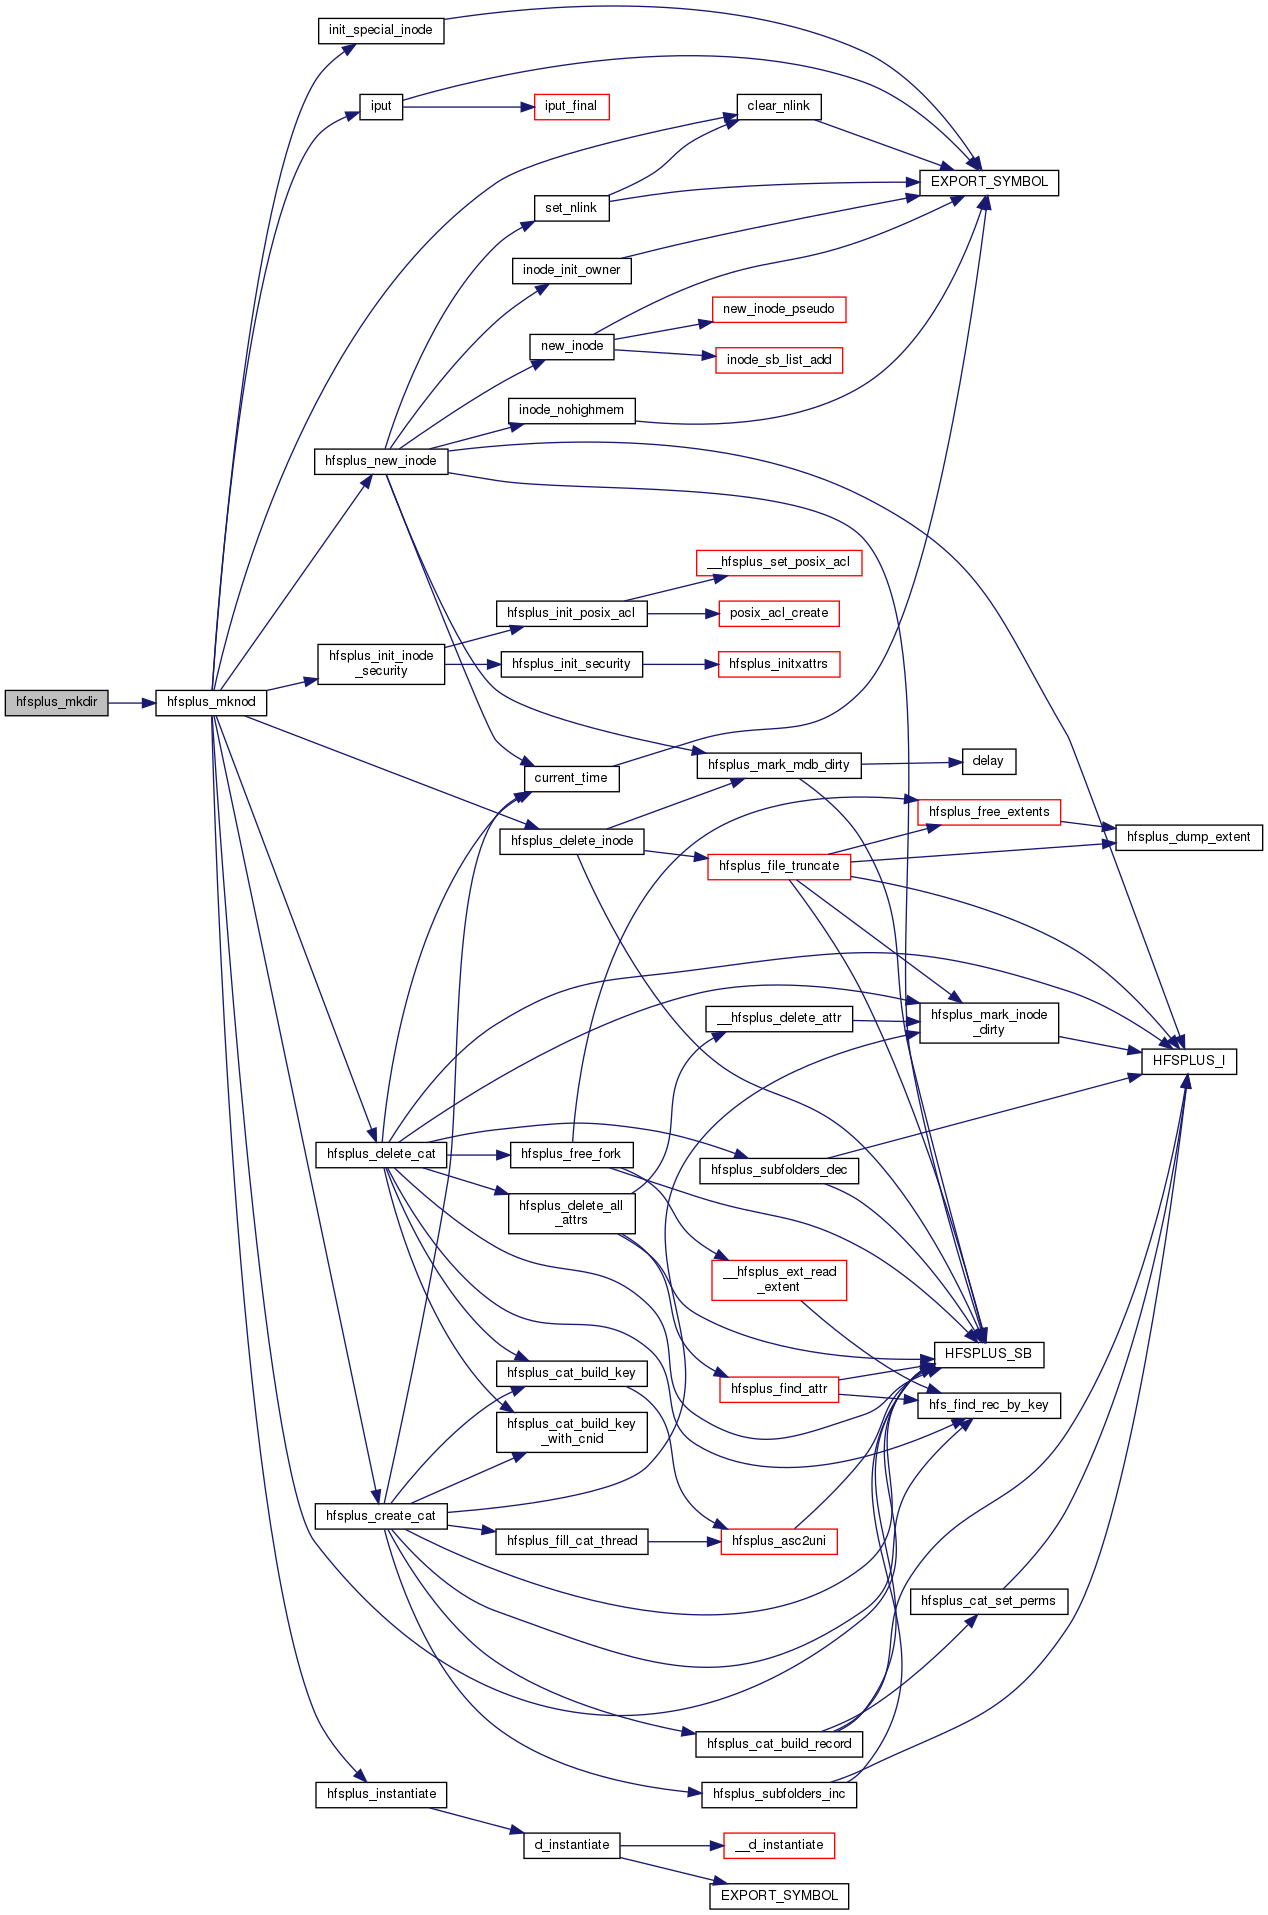 init_special_inode
iput
iput_final
clear_nlink
EXPORT_SYMBOL
set_nlink
inode_init_owner
new_inode_pseudo
new_inode
inode_sb_list_add
inode_nohighmem
hfsplus_new_inode
__hfsplus_set_posix_acl
hfsplus_init_posix_acl
posix_acl_create
hfsplus_init_inode
_security
hfsplus_init_security
hfsplus_initxattrs
hfsplus_mkdir
hfsplus_mknod
hfsplus_mark_mdb_dirty
delay
current_time
hfsplus_free_extents
hfsplus_dump_extent
hfsplus_delete_inode
hfsplus_file_truncate
__hfsplus_delete_attr
hfsplus_mark_inode
_dirty
HFSPLUS_I
hfsplus_delete_cat
hfsplus_free_fork
hfsplus_subfolders_dec
hfsplus_delete_all
_attrs
__hfsplus_ext_read
_extent
HFSPLUS_SB
hfsplus_cat_build_key
hfsplus_find_attr
hfs_find_rec_by_key
hfsplus_cat_build_key
_with_cnid
hfsplus_create_cat
hfsplus_fill_cat_thread
hfsplus_asc2uni
hfsplus_cat_set_perms
hfsplus_cat_build_record
hfsplus_instantiate
hfsplus_subfolders_inc
d_instantiate
__d_instantiate
EXPORT_SYMBOL